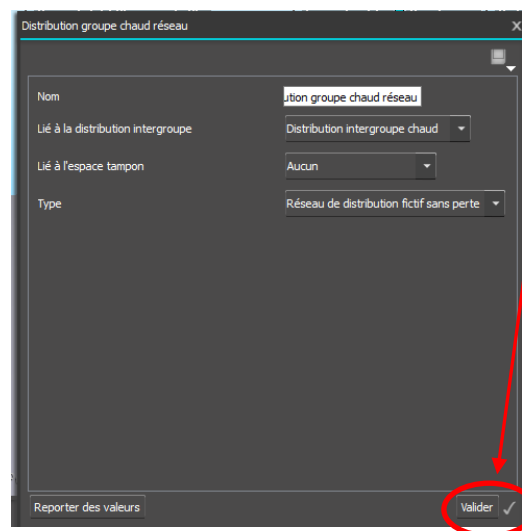 Distribution groupe chaud réseau X
Nom ution groupe chaud réseau
Lié à la distribution intergroupe Distribution intergroupe chaud
Lié à l'espace tampon Aucun
Type Réseau de distribution fictif sans perte
Reporter des valeurs Valider